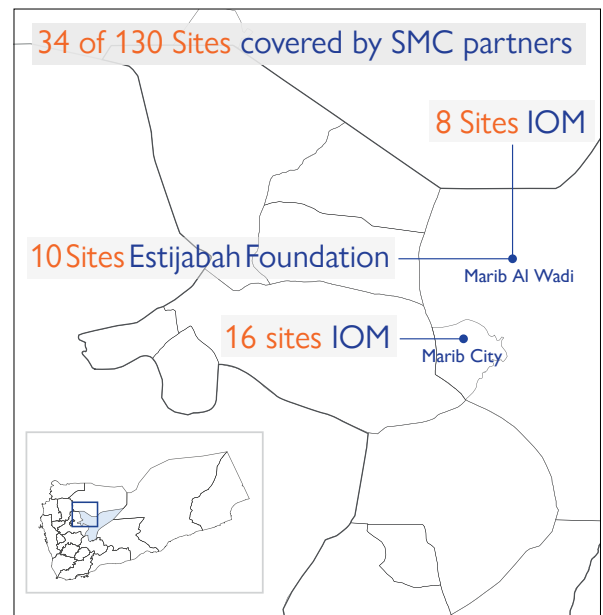 34 of 130 Sites covered by SMC partners
8 Sites IOM
10 Sites Estijabah Foundation
Marib Al Wadi
16 sites IOM
Marib City